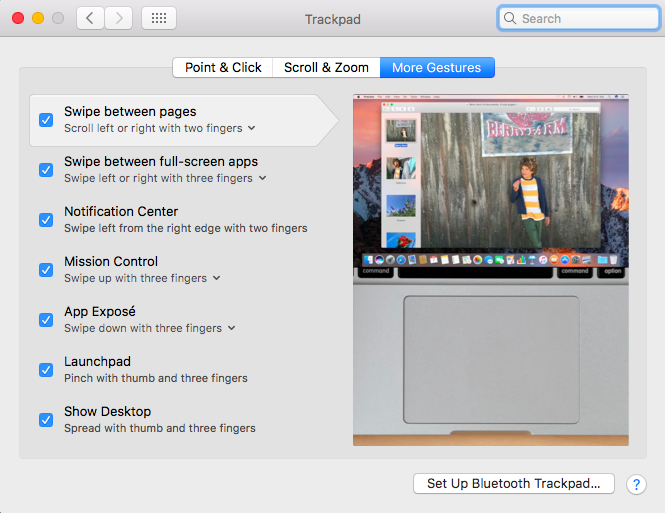 Trackpad
Search
Point & Click
Scroll & Zoom
More Gestures
Swipe between pages
Scroll left or right with two fingers
Swipe between full-screen apps
Swipe left or right with three fingers
Notification Center
Swipe left from the right edge with two fingers
Mission Control
Swipe up with three fingers
App Exposé
Swipe down with three fingers
Launchpad
Pinch with thumb and three fingers
Show Desktop
Spread with thumb and three fingers
command
command
option
Set Up Bluetooth Trackpad...
?